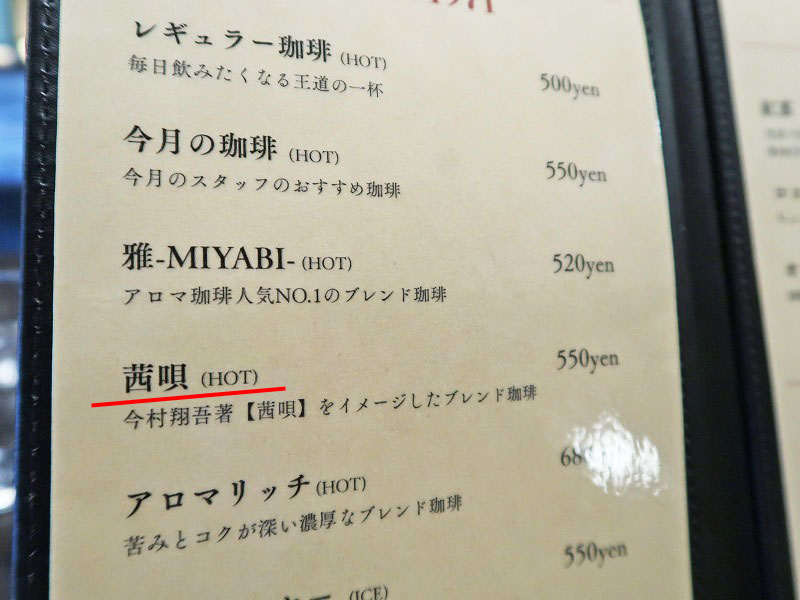 レギュラー珈琲 (HOT)
毎日飲みたくなる王道の一杯
500yen
今月の珈琲 (HOT)
今月のスタッフのおすすめ珈琲
550yen
雅-MIYABI- (HOT)
アロマ珈琲人気NO.1のブレンド珈琲
520yen
茜唄 (HOT)
今村翔吾著【茜唄】をイメージしたブレンド珈琲
550yen
アロマリッチ (HOT)
苦みとコクが深い濃厚なブレンド珈琲
(ICE)
550yen